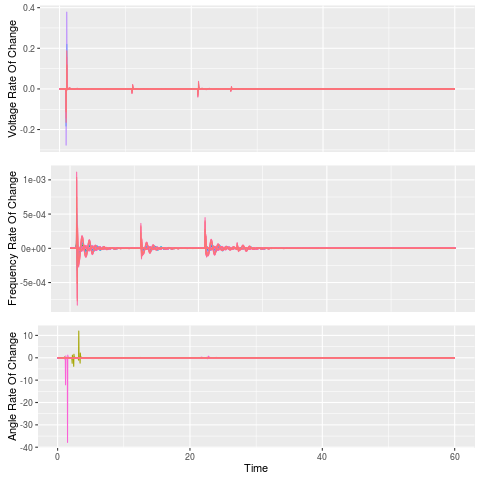 Voltage Rate Of Change
0.4
0.2
0.0
-0.2
Frequency Rate Of Change
1e-03
5e-04
0e+00
-5e-04
Angle Rate Of Change
10
0
-10
-20
-30
-40
0 20 40 60
Time